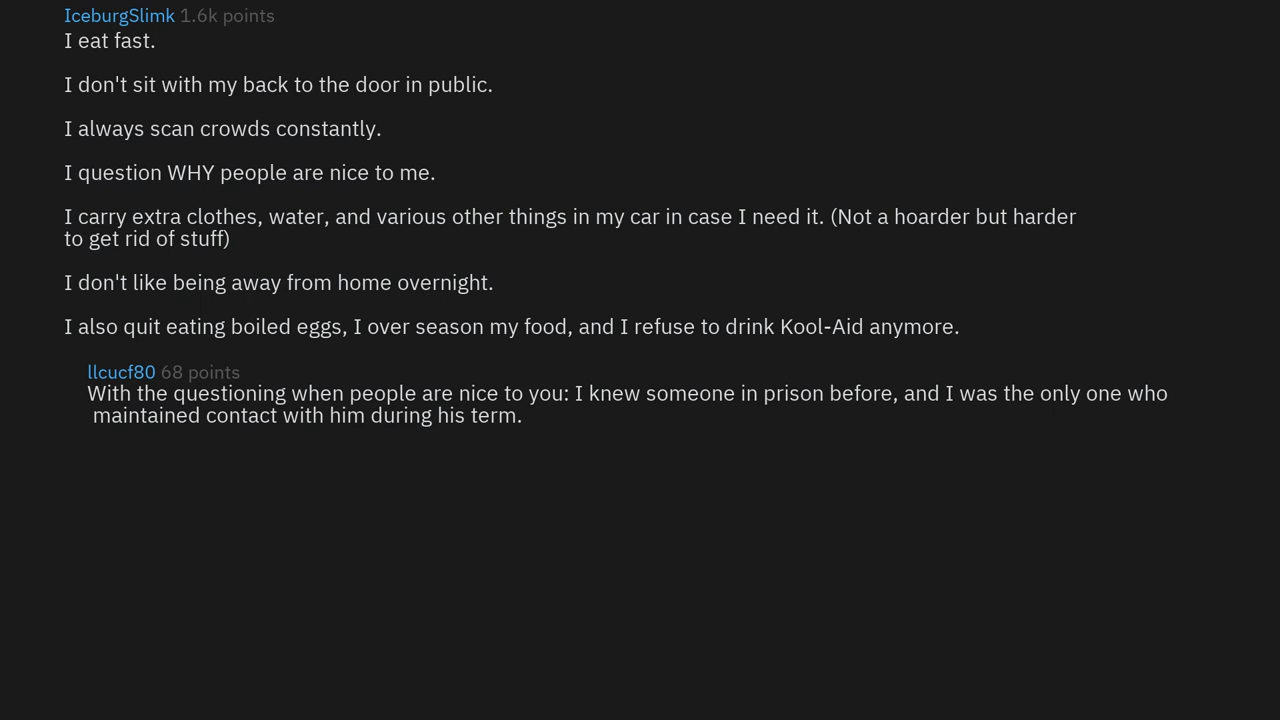 IceburgSlimk 1.6k points
I eat fast.
I don't sit with my back to the door in public.
I always scan crowds constantly.
I question WHY people are nice to me.
I carry extra clothes, water, and various other things in my car in case I need it. (Not a hoarder but harder
to get rid of stuff)
I don't like being away from home overnight.
I also quit eating boiled eggs, I over season my food, and I refuse to drink Kool-Aid anymore.
llcucf80 68 points
With the questioning when people are nice to you: I knew someone in prison before, and I was the only one who
maintained contact with him during his term.